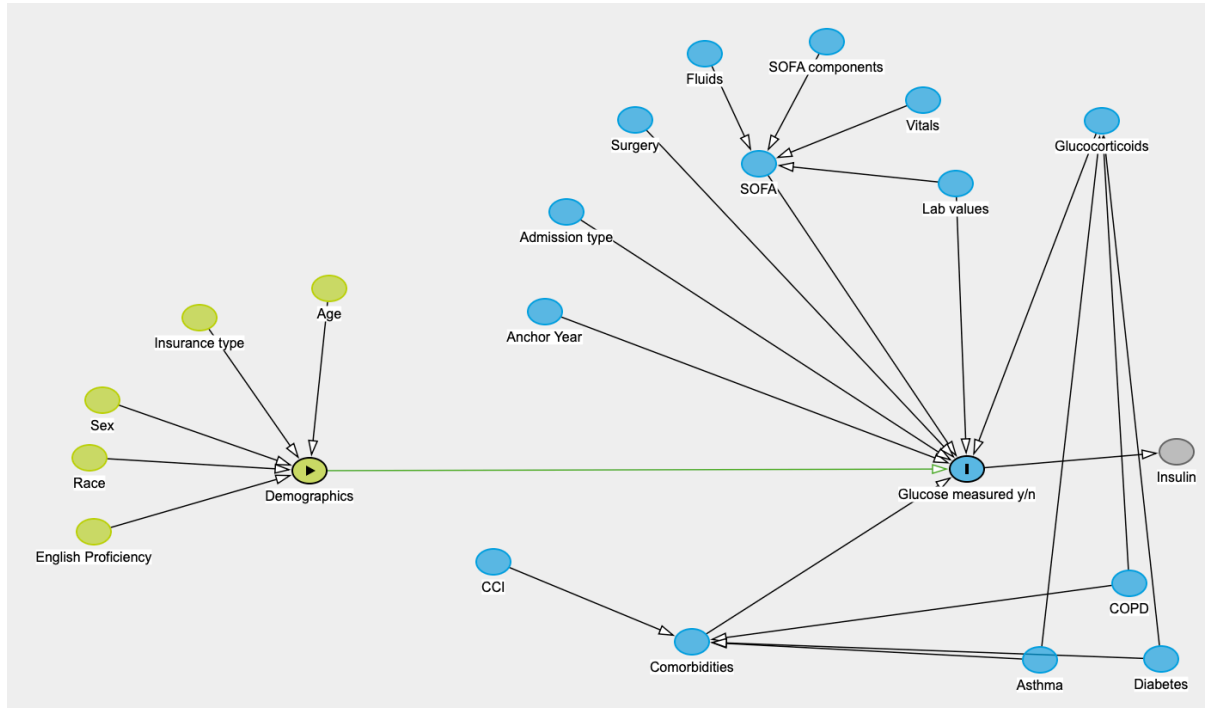 SOFA components
Fluids
Vitals
Surgery
Glucocorticoids
SOFA
Lab values
Admission type
Age
Anchor Year
Insurance type
Sex
Race
Demographics
Glucose measured y/n
Insulin
English Proficiency
CCI
COPD
Comorbidities
Asthma
Diabetes